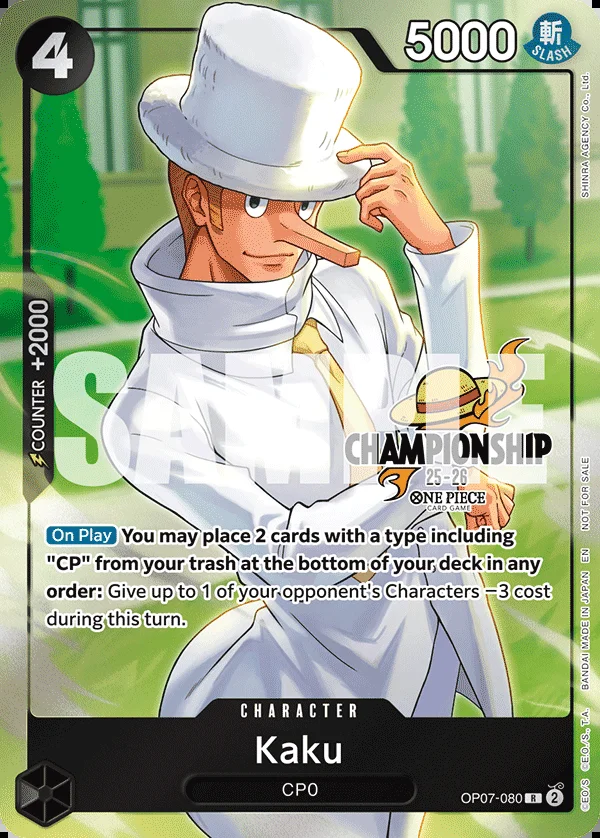 4
5000
斬
SLASH
SHINRA AGENCY Co., Ltd.
COUNTER +2000
SAMPLE
CHAMPIONSHIP
25-26
ONE PIECE
CARD GAME
On Play You may place 2 cards with a type including
"CP" from your trash at the bottom of your deck in any
order: Give up to 1 of your opponent's Characters −3 cost
during this turn.
©E.O./S ©E.O./S., T.A. BANDAI MADE IN JAPAN EN NOT FOR SALE
CHARACTER
Kaku
CP0
OP07-080 R 2